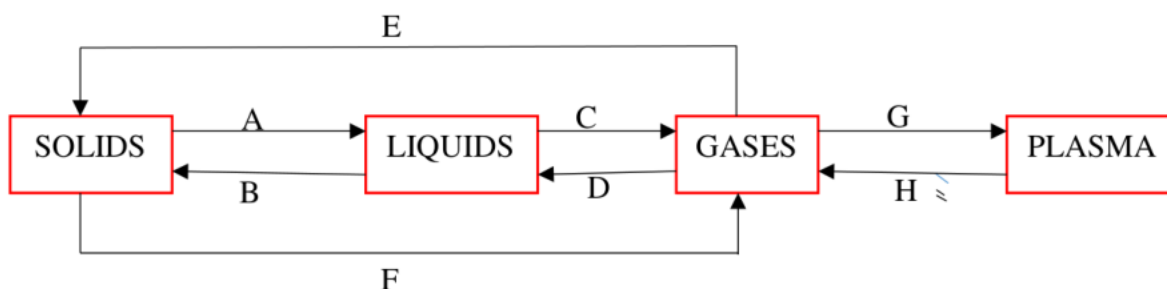 E
SOLIDS A LIQUIDS C GASES G PLASMA
B D H
F